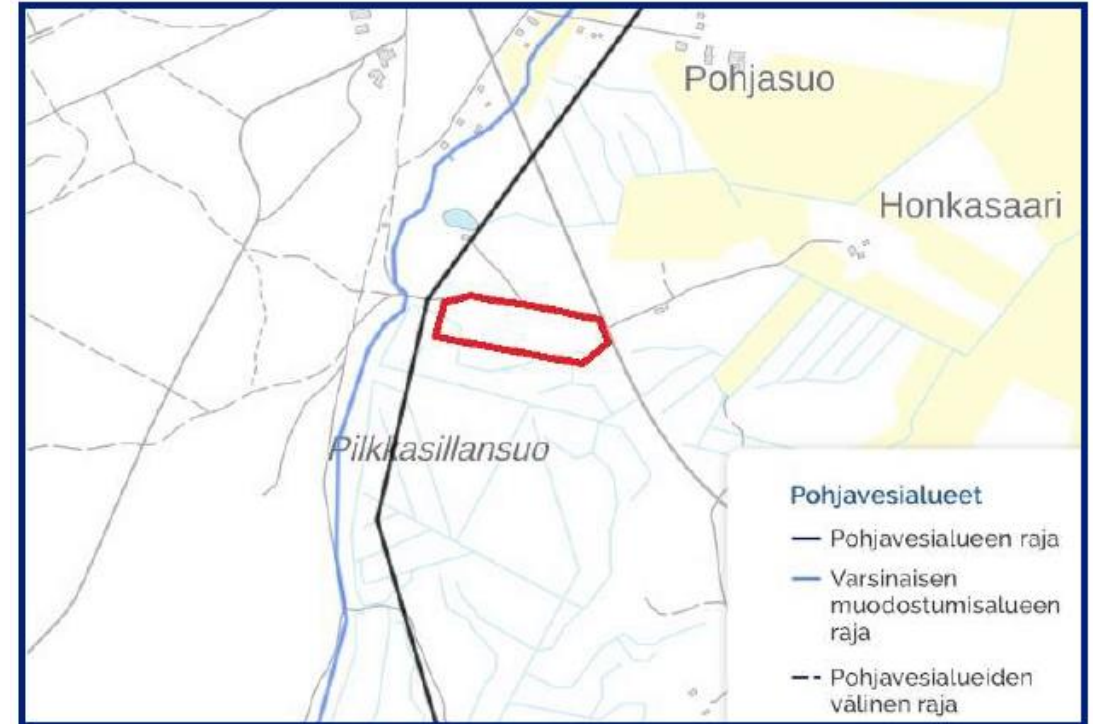 Pohjasuo
Honkasaari
Pilkkasillansuo
Pohjavesialueet
Pohjavesialueen raja
Varsinaisen
muodostumisalueen
raja
Pohjavesialueiden
välinen raja